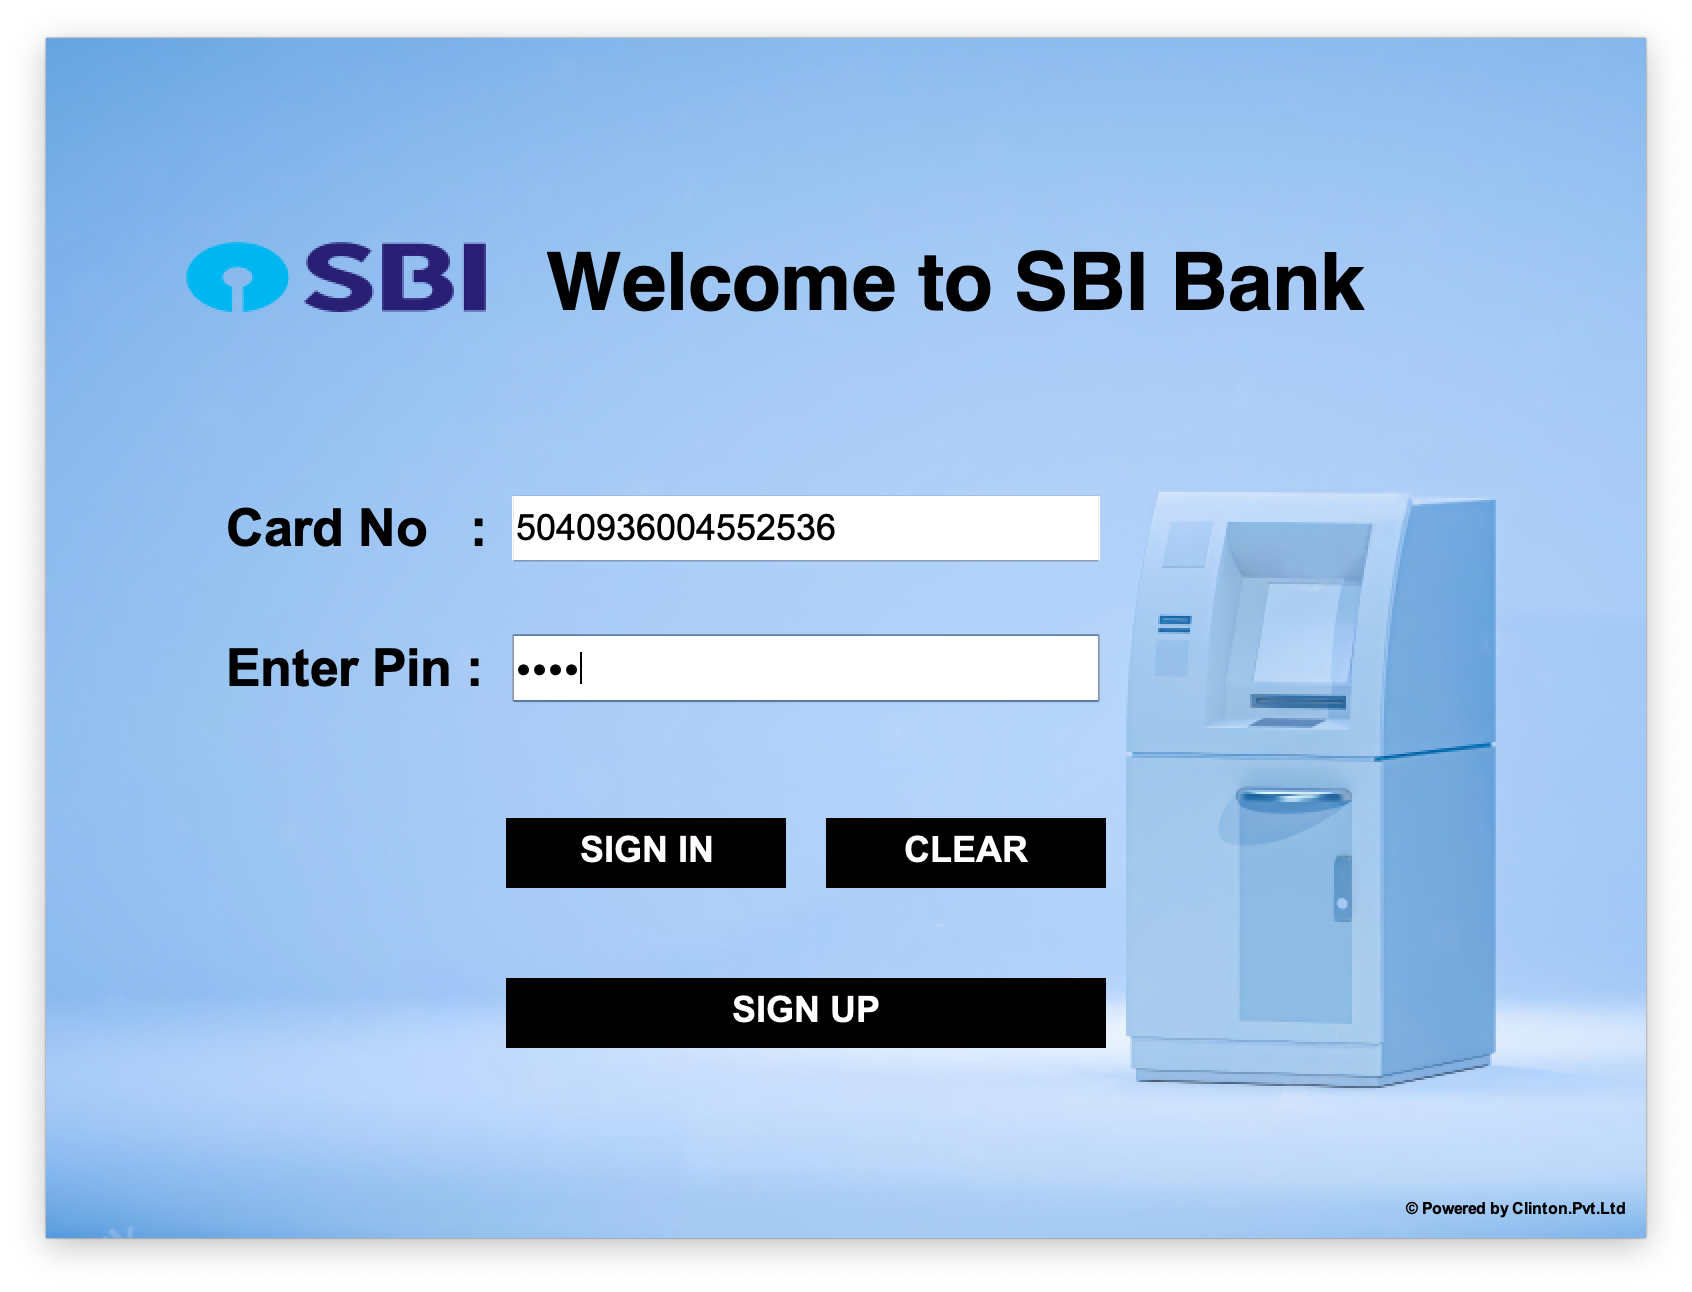 SBI Welcome to SBI Bank
Card No : 5040936004552536
Enter Pin : ••••
SIGN IN CLEAR
SIGN UP
© Powered by Clinton.Pvt.Ltd